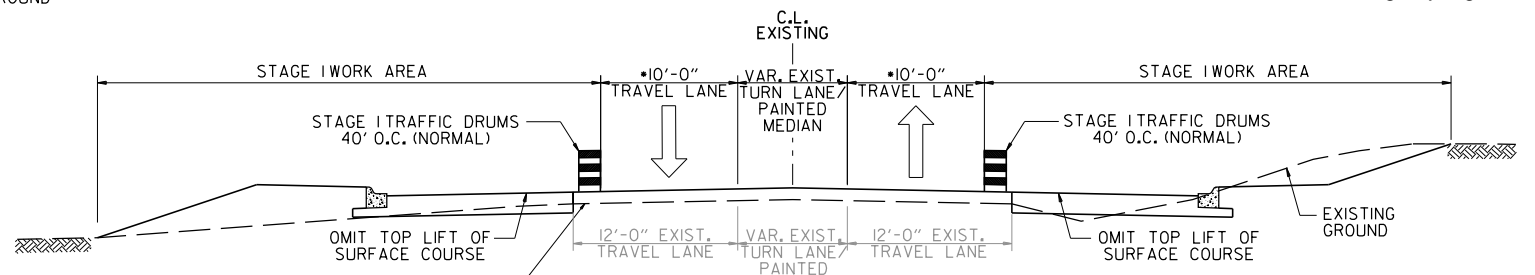 ROUND
C.L.
EXISTING
STAGE I WORK AREA
*10'-0"
TRAVEL LANE
VAR. EXIST.
TURN LANE/
PAINTED
MEDIAN
*10'-0"
TRAVEL LANE
STAGE I WORK AREA
STAGE I TRAFFIC DRUMS
40' O.C. (NORMAL)
STAGE I TRAFFIC DRUMS
40' O.C. (NORMAL)
EXISTING
GROUND
OMIT TOP LIFT OF
SURFACE COURSE
12'-0" EXIST.
TRAVEL LANE
VAR. EXIST.
TURN LANE/
PAINTED
12'-0" EXIST.
TRAVEL LANE
OMIT TOP LIFT OF
SURFACE COURSE